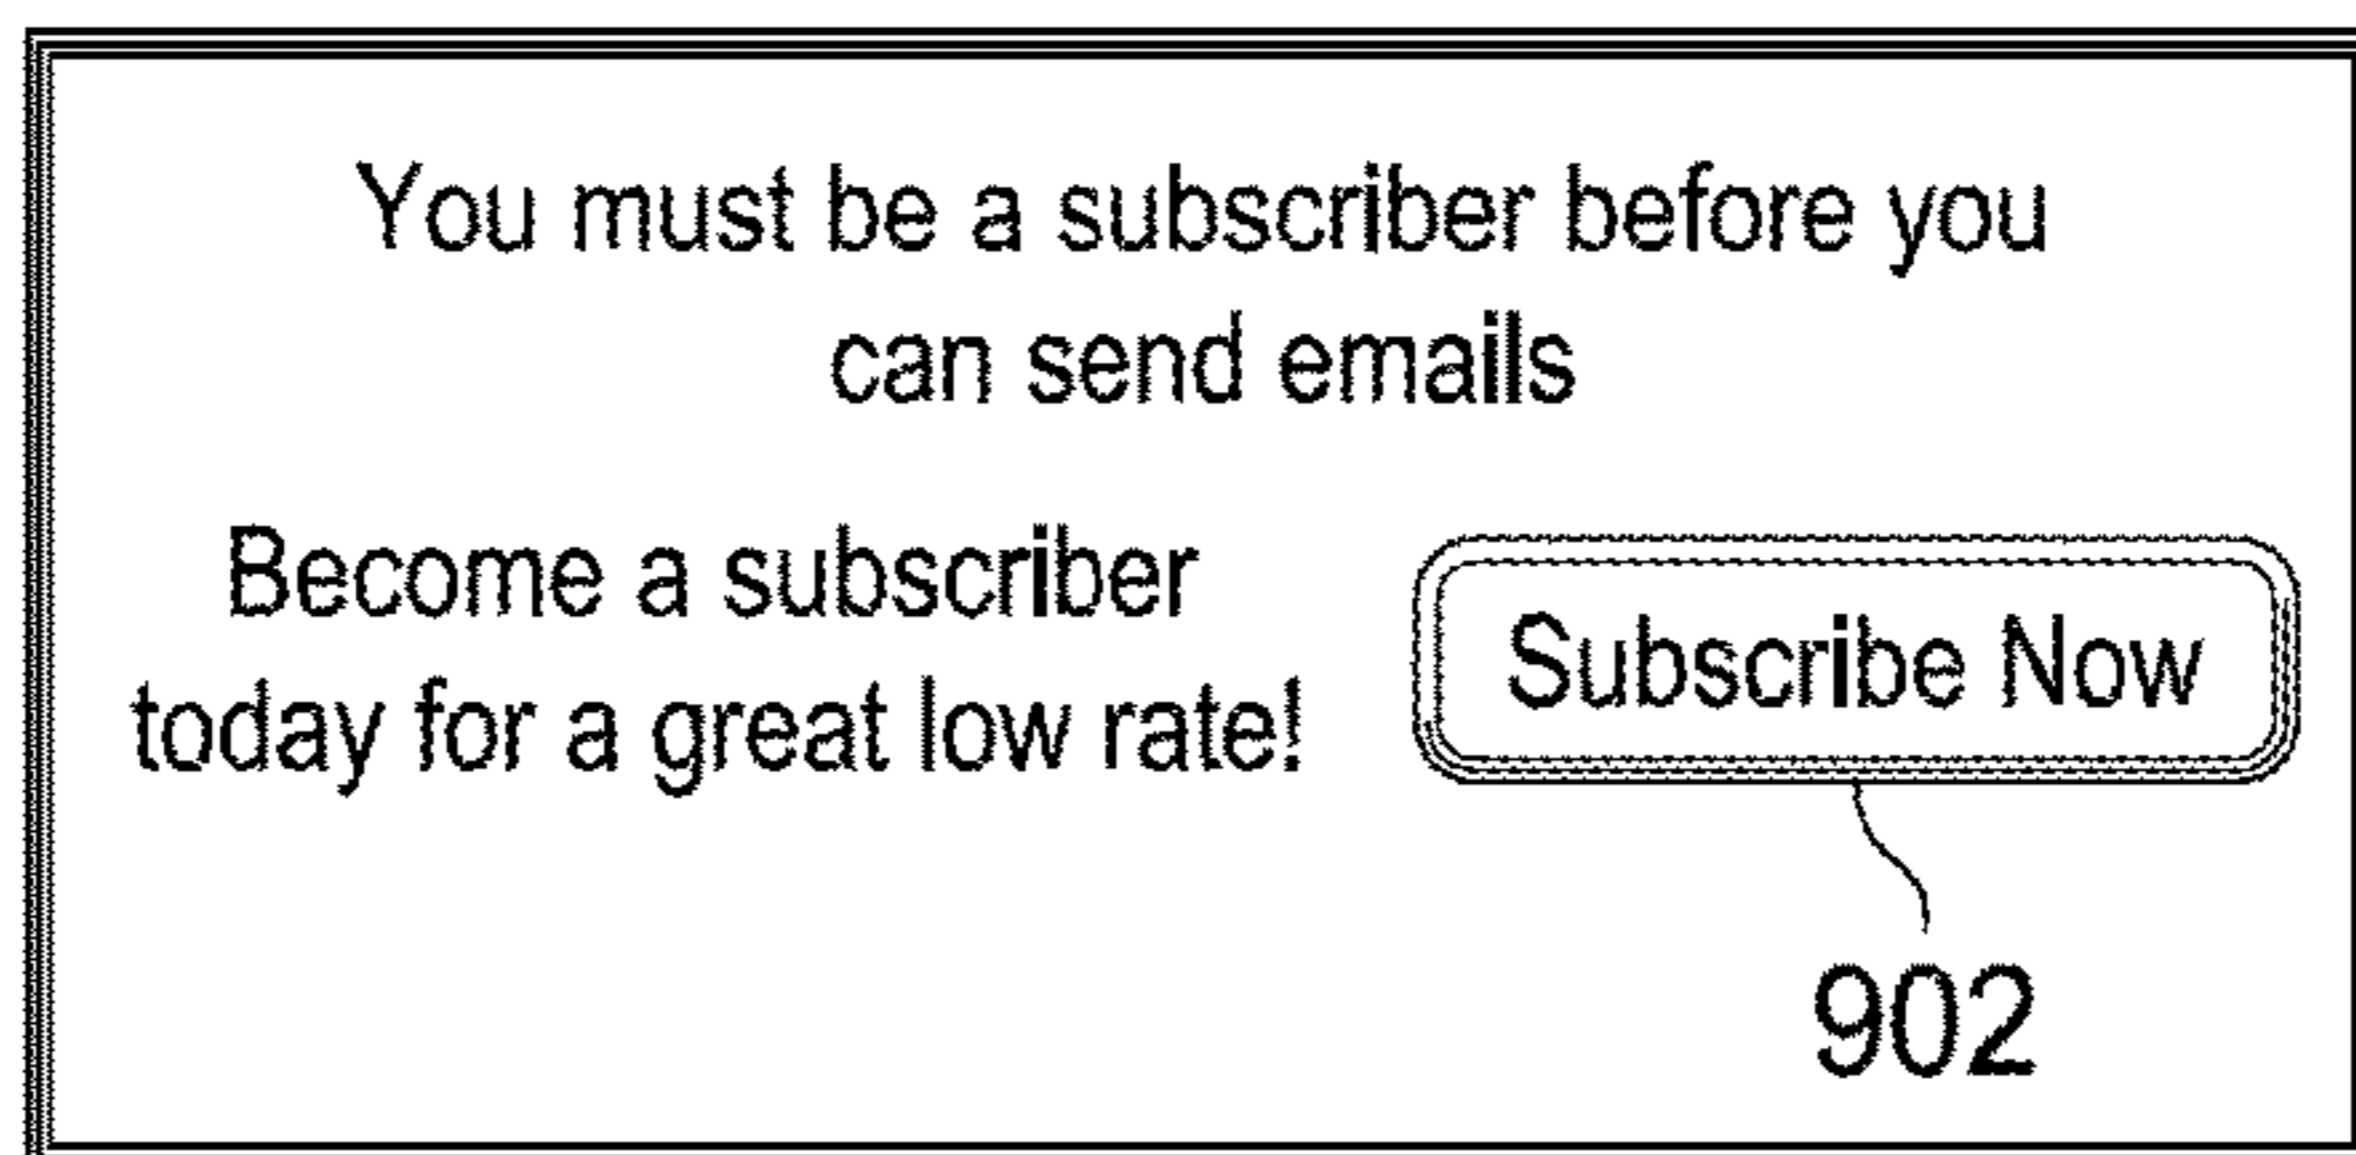 You must be a subscriber before you
can send emails
Become a subscriber
today for a great low rate!
Subscribe Now
902